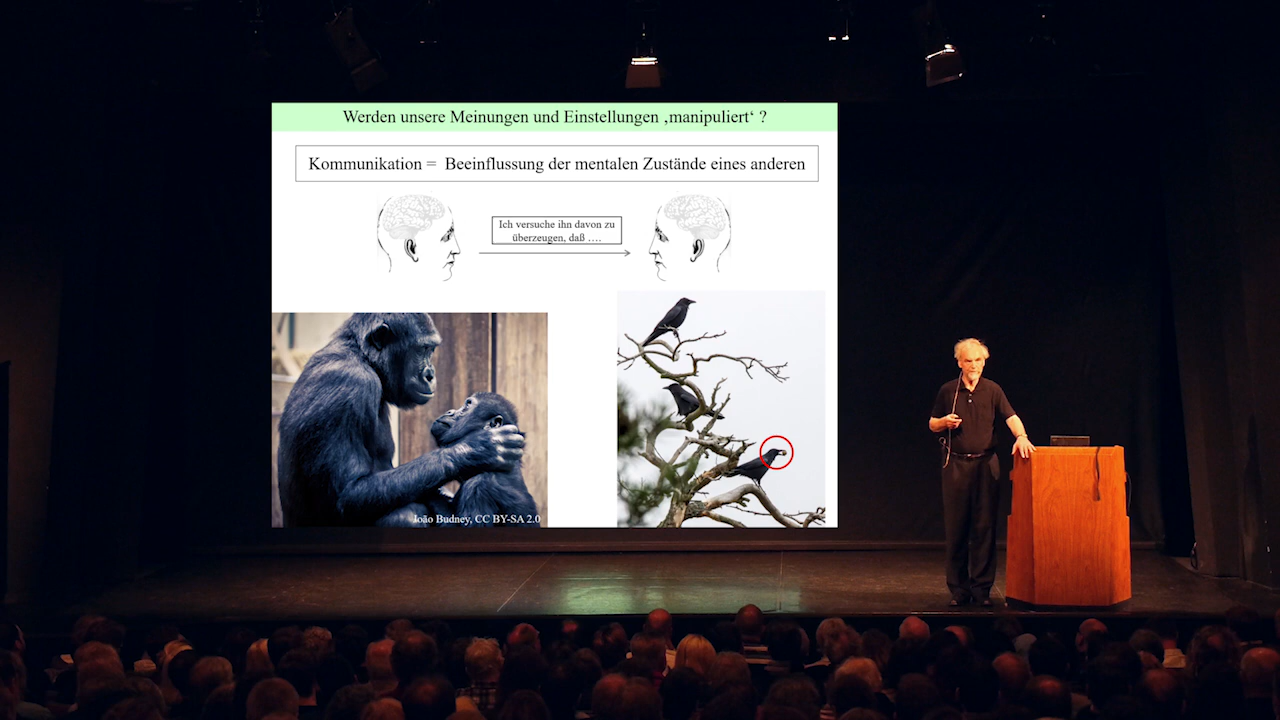 Werden unsere Meinungen und Einstellungen ‚manipuliert‘ ?
Kommunikation = Beeinflussung der mentalen Zustände eines anderen
Ich versuche ihn davon zu
überzeugen, daß ….
João Budney, CC BY-SA 2.0